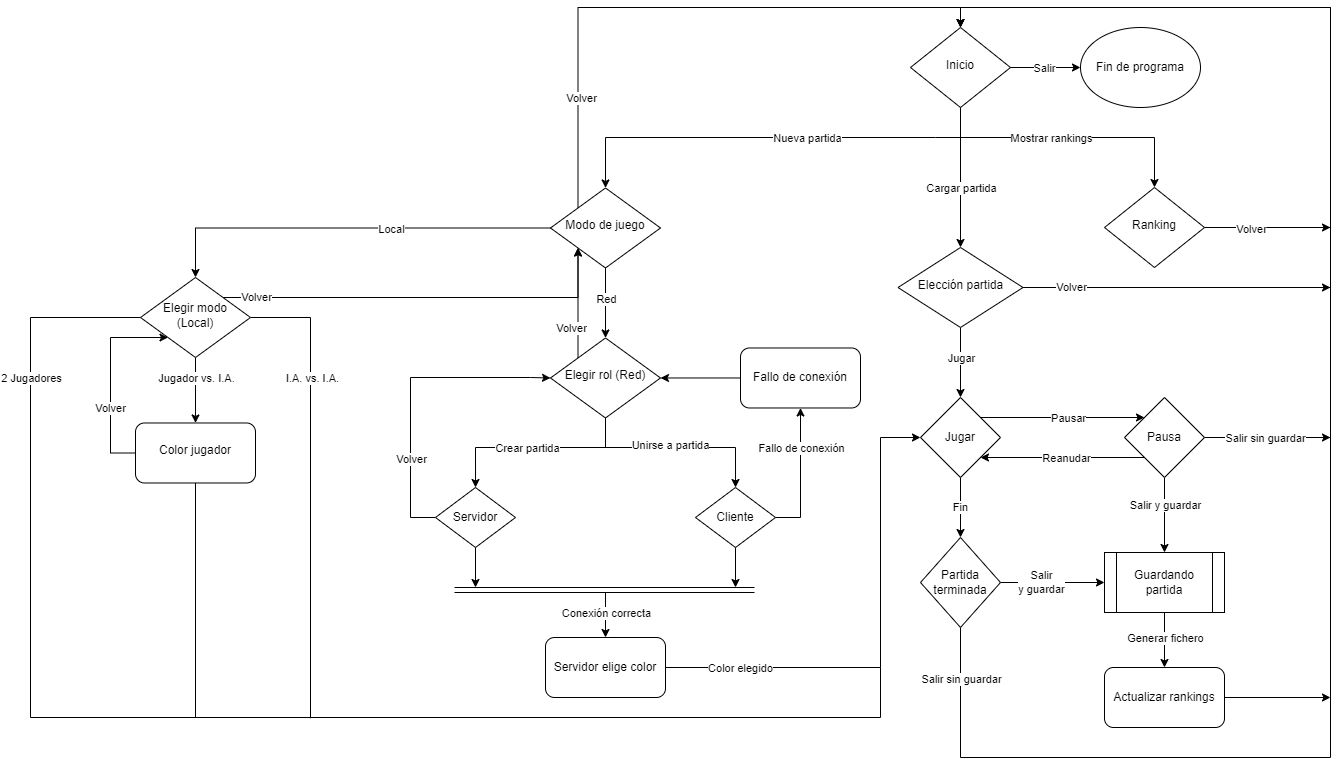 Inicio
Salir
Fin de programa
Volver
Nueva partida
Mostrar rankings
Cargar partida
Modo de juego
Ranking
Volver
Local
Elección partida
Volver
Volver
Red
Elegir modo
(Local)
Volver
Jugar
2 Jugadores
Jugador vs. I.A.
I.A. vs. I.A.
Elegir rol (Red)
Fallo de conexión
Volver
Pausar
Color jugador
Jugar
Pausa
Salir sin guardar
Crear partida
Unirse a partida
Fallo de conexión
Volver
Reanudar
Servidor
Cliente
Fin
Salir y guardar
Partida
terminada
Salir
y guardar
Guardando
partida
Conexión correcta
Generar fichero
Servidor elige color
Color elegido
Salir sin guardar
Actualizar rankings